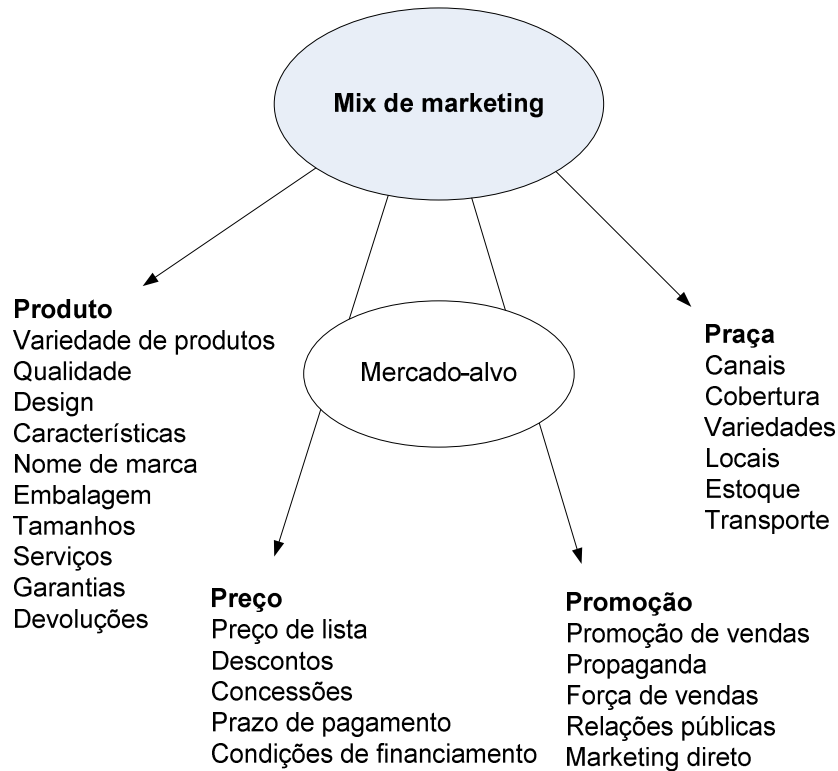 Mix de marketing
Mercado-alvo
Produto
Variedade de produtos
Qualidade
Design
Características
Nome de marca
Embalagem
Tamanhos
Serviços
Garantias
Devoluções
Preço
Preço de lista
Descontos
Concessões
Prazo de pagamento
Condições de financiamento
Promoção
Promoção de vendas
Propaganda
Força de vendas
Relações públicas
Marketing direto
Praça
Canais
Cobertura
Variedades
Locais
Estoque
Transporte